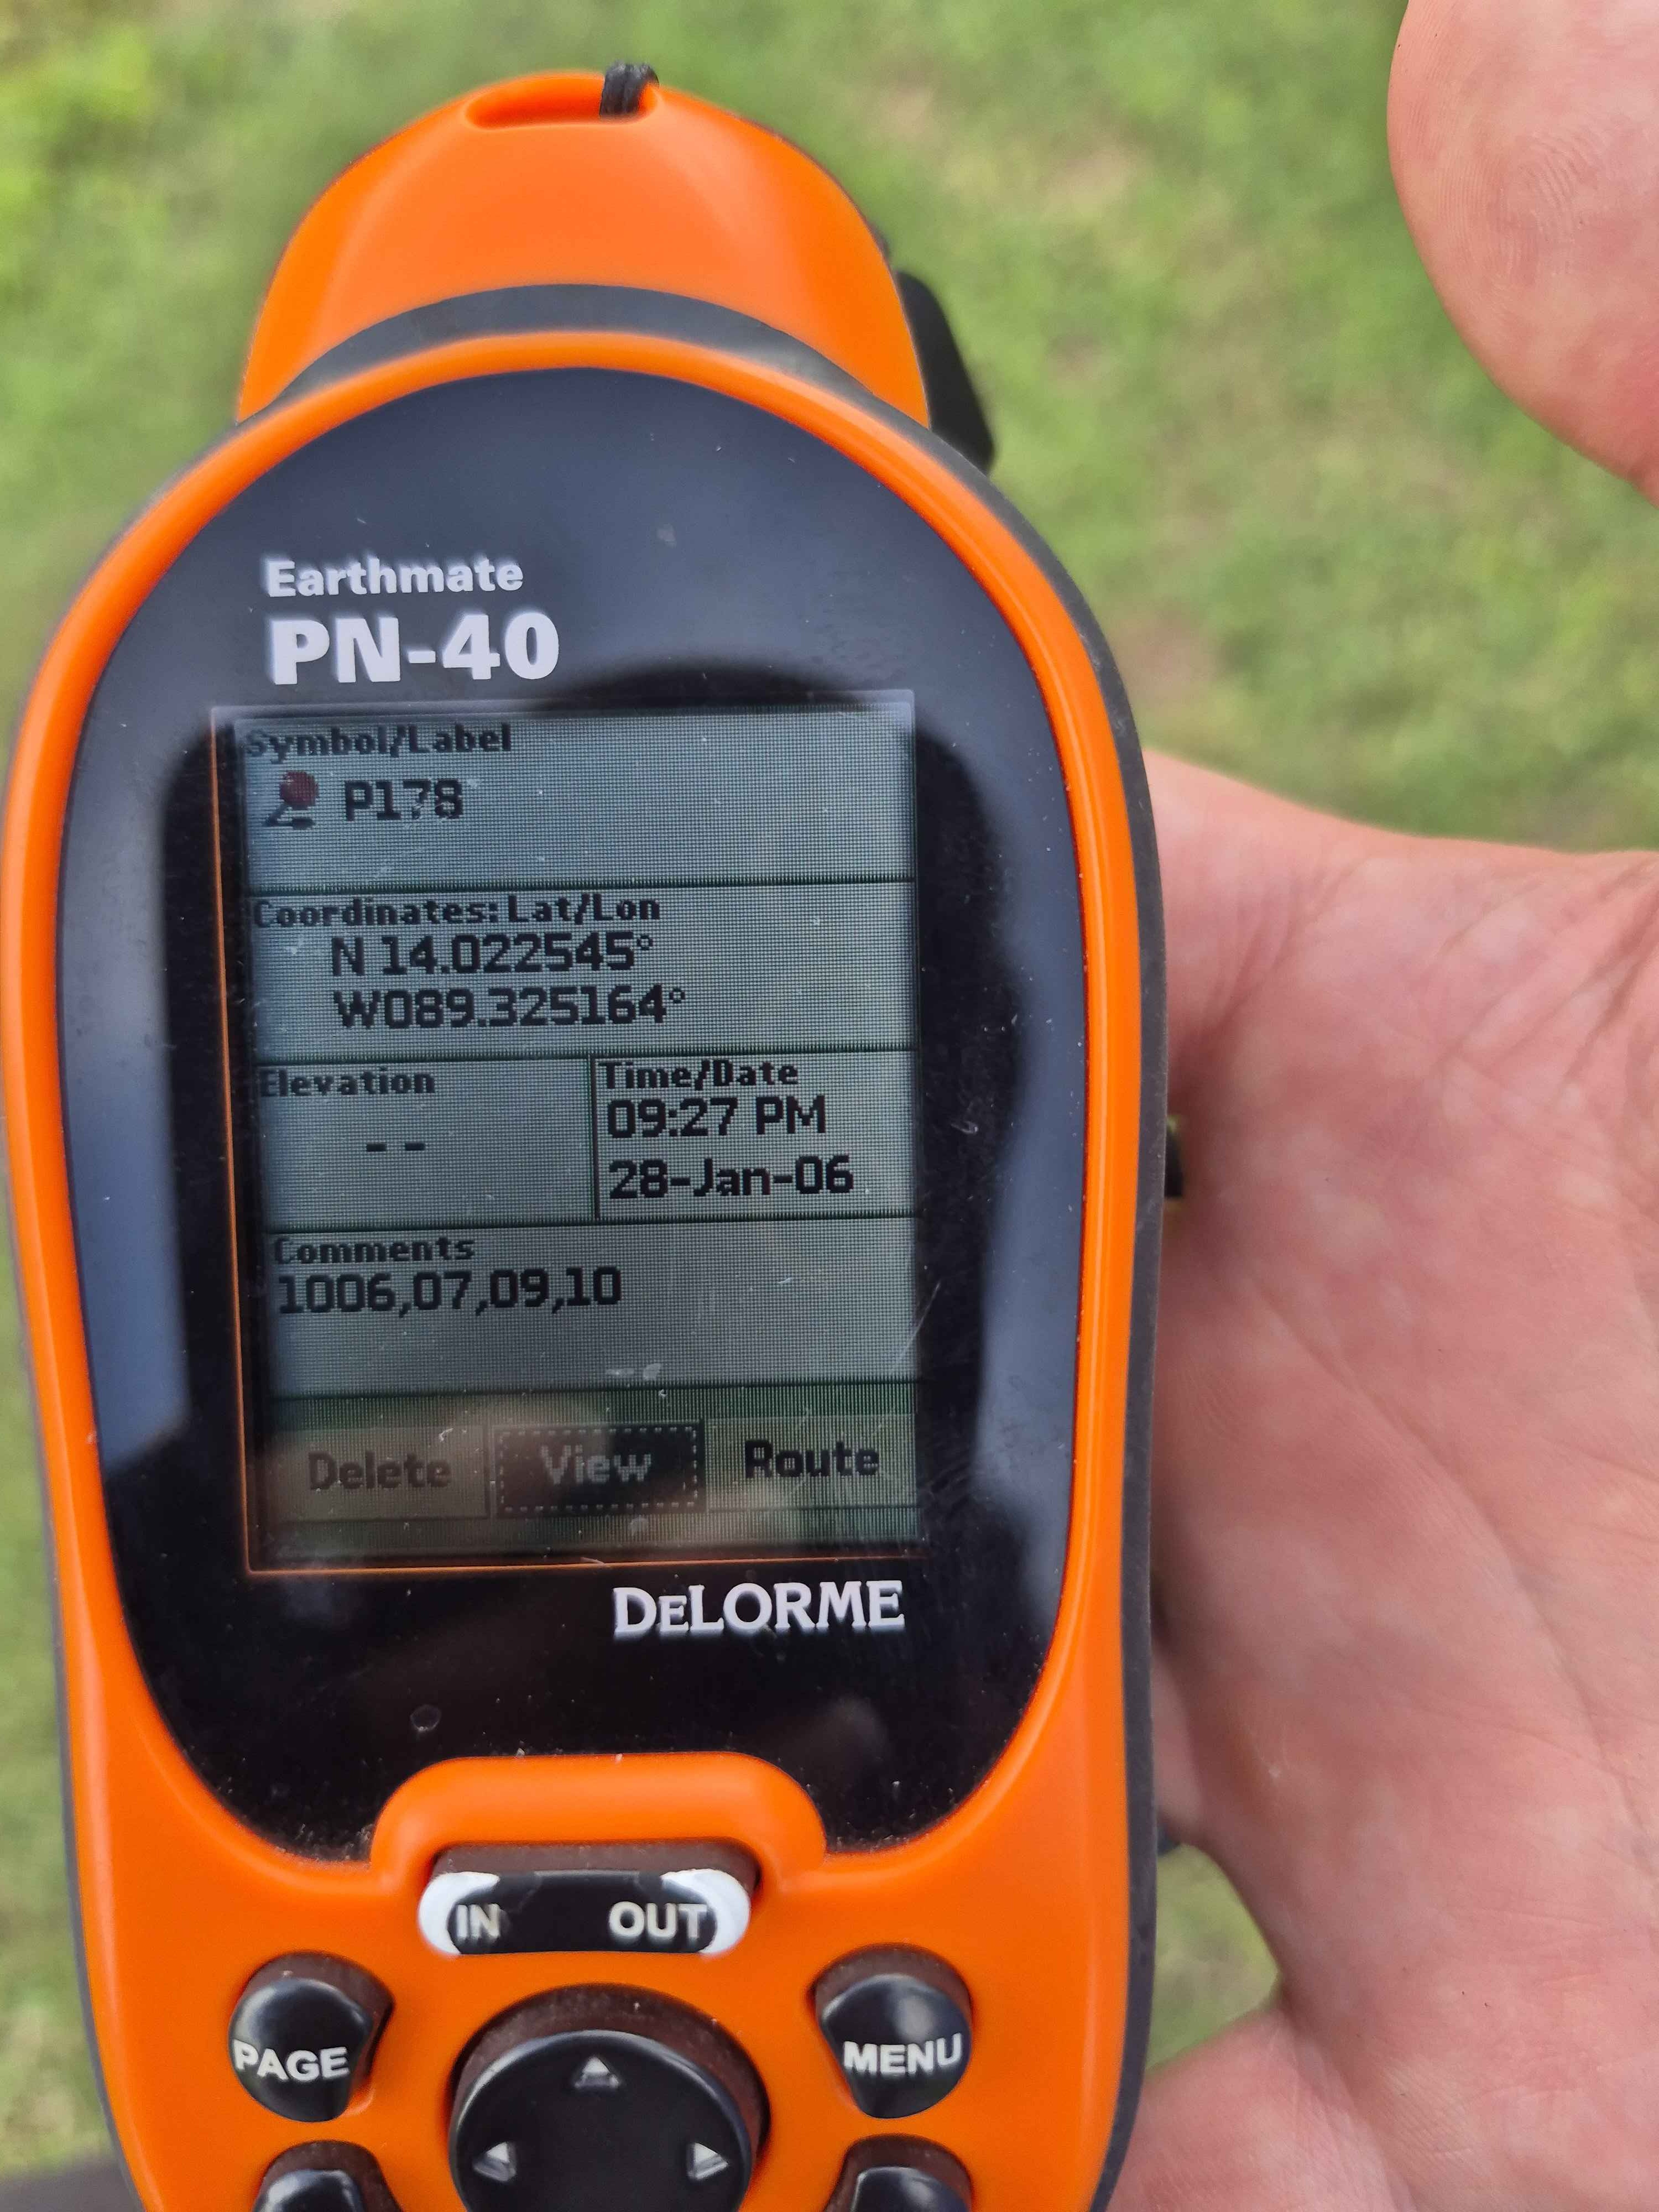 Earthmate
PN-40
Symbol/Label
P178
Coordinates: Lat/Lon
N 14.022545°
W089.325164°
Elevation
--
Time/Date
09:27 PM
28-Jan-06
Comments
1006,07,09,10
Delete View Route
DELORME
IN OUT
PAGE MENU